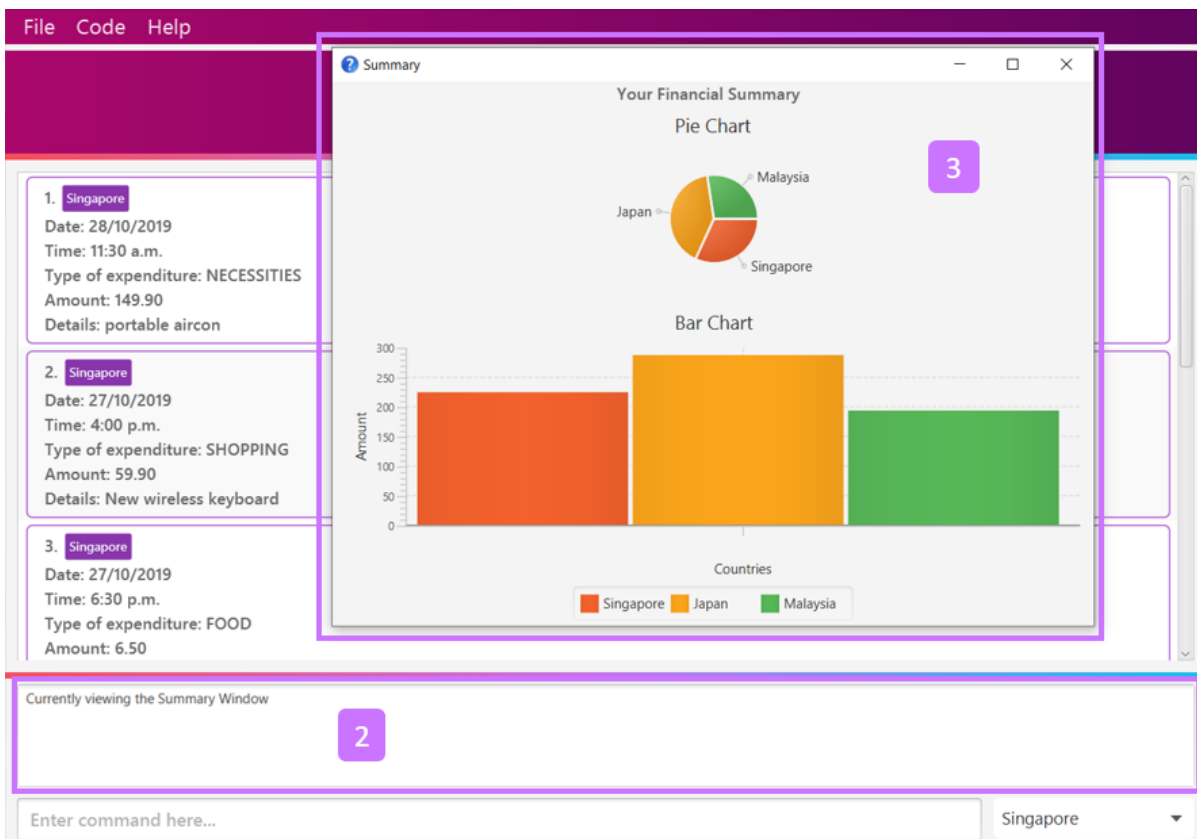 File Code Help
Summary
Your Financial Summary
Pie Chart
3
Malaysia
Japan
Singapore
Bar Chart
300
250
200
150
100
50
0
Amount
Countries
Singapore Japan Malaysia
1. Singapore
Date: 28/10/2019
Time: 11:30 a.m.
Type of expenditure: NECESSITIES
Amount: 149.90
Details: portable aircon
2. Singapore
Date: 27/10/2019
Time: 4:00 p.m.
Type of expenditure: SHOPPING
Amount: 59.90
Details: New wireless keyboard
3. Singapore
Date: 27/10/2019
Time: 6:30 p.m.
Type of expenditure: FOOD
Amount: 6.50
Currently viewing the Summary Window
2
Enter command here...
Singapore